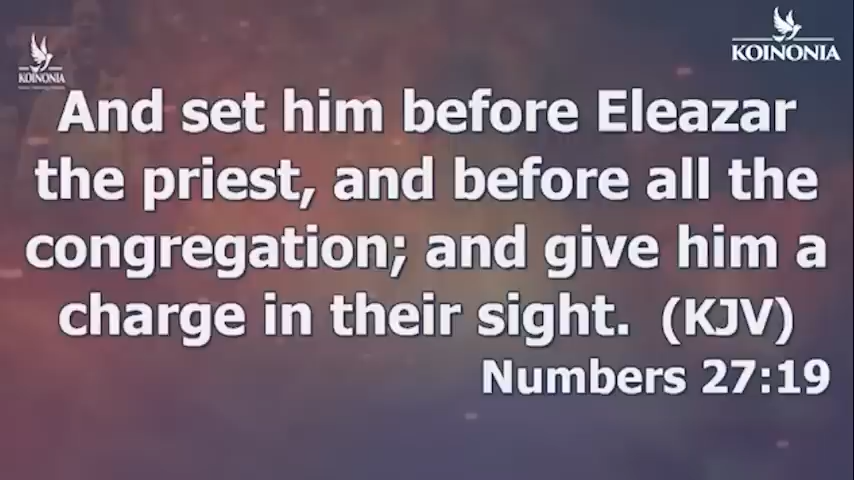 KOINONIA
KOINONIA
And set him before Eleazar
the priest, and before all the
congregation; and give him a
charge in their sight. (KJV)
Numbers 27:19